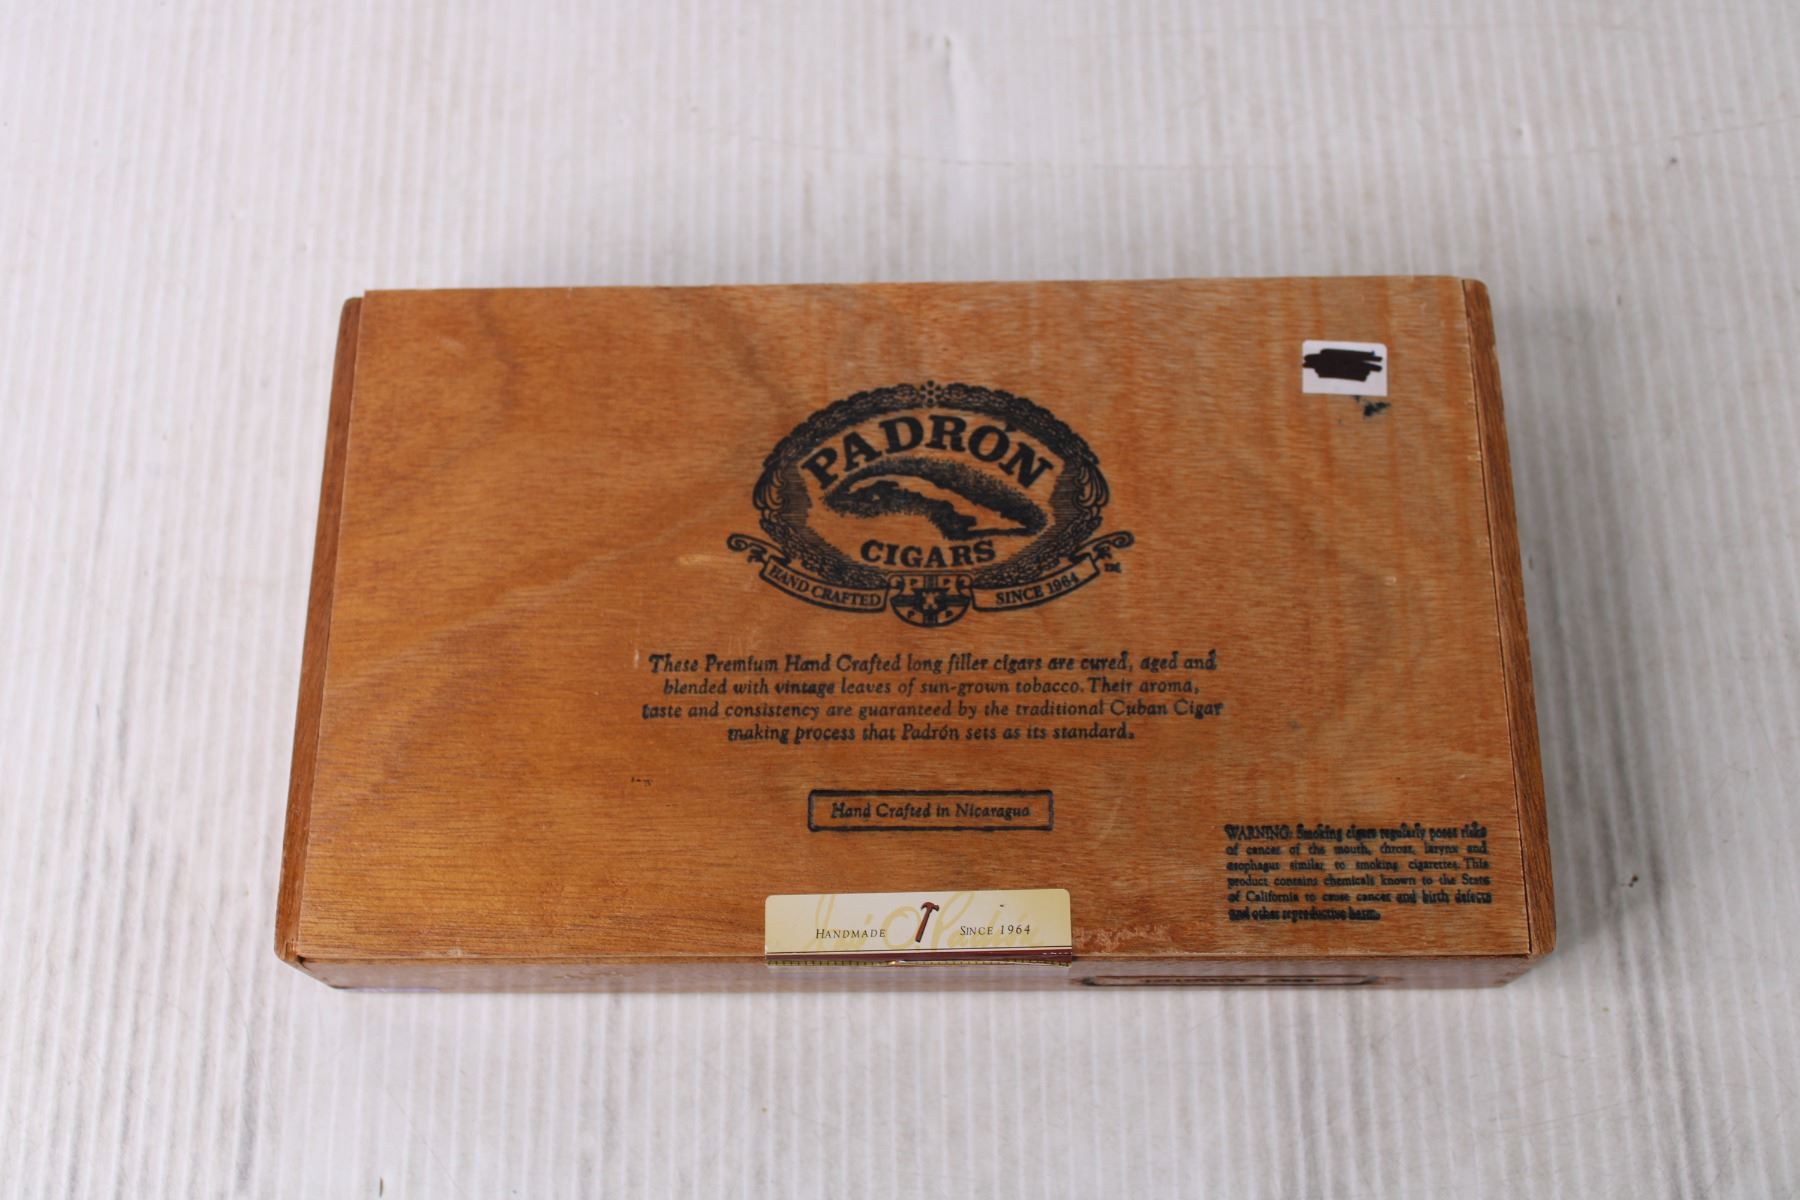 PADRÓN
CIGARS
HAND CRAFTED SINCE 1964
TM
These Premium Hand Crafted long filler cigars are cured, aged and
blended with vintage leaves of sun-grown tobacco. Their aroma,
taste and consistency are guaranteed by the traditional Cuban Cigar
making process that Padrón sets as its standard.
Hand Crafted in Nicaragua
WARNING: Smoking cigars regularly poses risks
of cancer of the mouth, throat, larynx and
esophagus similar to smoking cigarettes. This
product contains chemicals known to the State
of California to cause cancer and birth defects
and other reproductive harm.
HANDMADE SINCE 1964